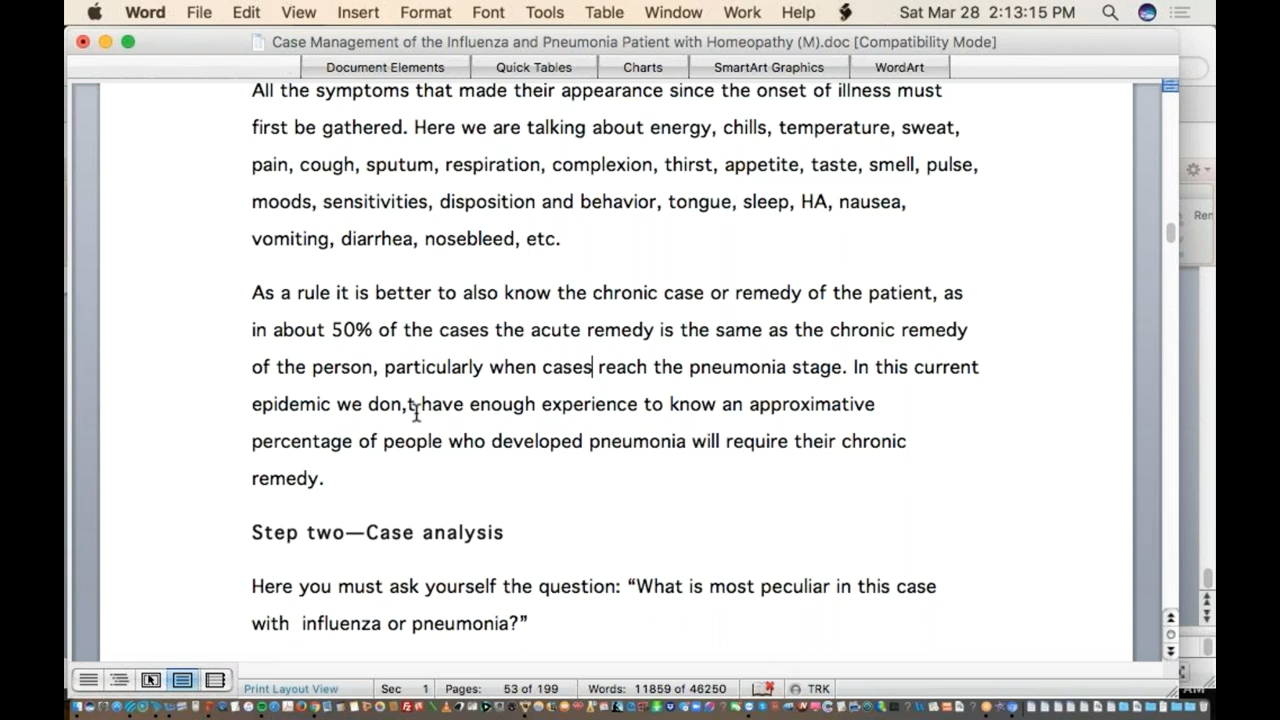 Word File Edit View Insert Format Font Tools Table Window Work Help Sat Mar 28 2:13:15 PM
Case Management of the Influenza and Pneumonia Patient with Homeopathy (M).doc [Compatibility Mode]
Document Elements Quick Tables Charts SmartArt Graphics WordArt
All the symptoms that made their appearance since the onset of illness must
first be gathered. Here we are talking about energy, chills, temperature, sweat,
pain, cough, sputum, respiration, complexion, thirst, appetite, taste, smell, pulse,
moods, sensitivities, disposition and behavior, tongue, sleep, HA, nausea,
vomiting, diarrhea, nosebleed, etc.
As a rule it is better to also know the chronic case or remedy of the patient, as
in about 50% of the cases the acute remedy is the same as the chronic remedy
of the person, particularly when cases reach the pneumonia stage. In this current
epidemic we don,t have enough experience to know an approximative
percentage of people who developed pneumonia will require their chronic
remedy.
Step two—Case analysis
Here you must ask yourself the question: “What is most peculiar in this case
with influenza or pneumonia?”
Print Layout View Sec 1 Pages: 53 of 199 Words: 11859 of 46250 TRK
Ren
AM